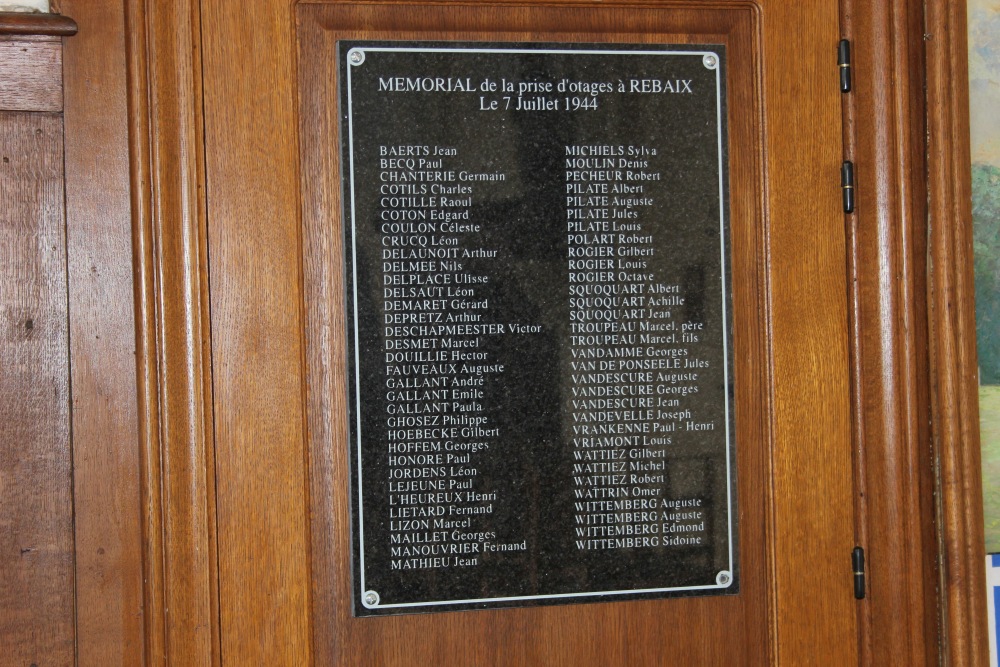 MEMORIAL de la prise d'otages à REBAIX
Le 7 Juillet 1944
BAERTS Jean
BECQ Paul
CHANTERIE Germain
COTILS Charles
COTILLE Raoul
COTON Edgard
COULON Céleste
CRUCQ Léon
DELAUNOIT Arthur
DELMEE Nils
DELPLACE Ulisse
DELSAUT Léon
DEMARET Gérard
DEPRETZ Arthur
DESCHAPMEESTER Victor
DESMET Marcel
DOUILLIE Hector
FAUVEAUX Auguste
GALLANT André
GALLANT Emile
GALLANT Paula
GHOSEZ Philippe
HOEBECKE Gilbert
HOFFEM Georges
HONORE Paul
JORDENS Léon
LEJEUNE Paul
L'HEUREUX Henri
LIETARD Fernand
LIZON Marcel
MAILLET Georges
MANOUVRIER Fernand
MATHIEU Jean
MICHIELS Sylva
MOULIN Denis
PECHEUR Robert
PILATE Albert
PILATE Auguste
PILATE Jules
PILATE Louis
POLART Robert
ROGIER Gilbert
ROGIER Louis
ROGIER Octave
SQUOQUART Albert
SQUOQUART Achille
SQUOQUART Jean
TROUPEAU Marcel, père
TROUPEAU Marcel, fils
VANDAMME Georges
VAN DE PONSEELE Jules
VANDESCURE Auguste
VANDESCURE Georges
VANDESCURE Jean
VANDEVELLE Joseph
VRANKENNE Paul - Henri
VRIAMONT Louis
WATTIEZ Gilbert
WATTIEZ Michel
WATTIEZ Robert
WATTRIN Omer
WITTEMBERG Auguste
WITTEMBERG Auguste
WITTEMBERG Edmond
WITTEMBERG Sidoine